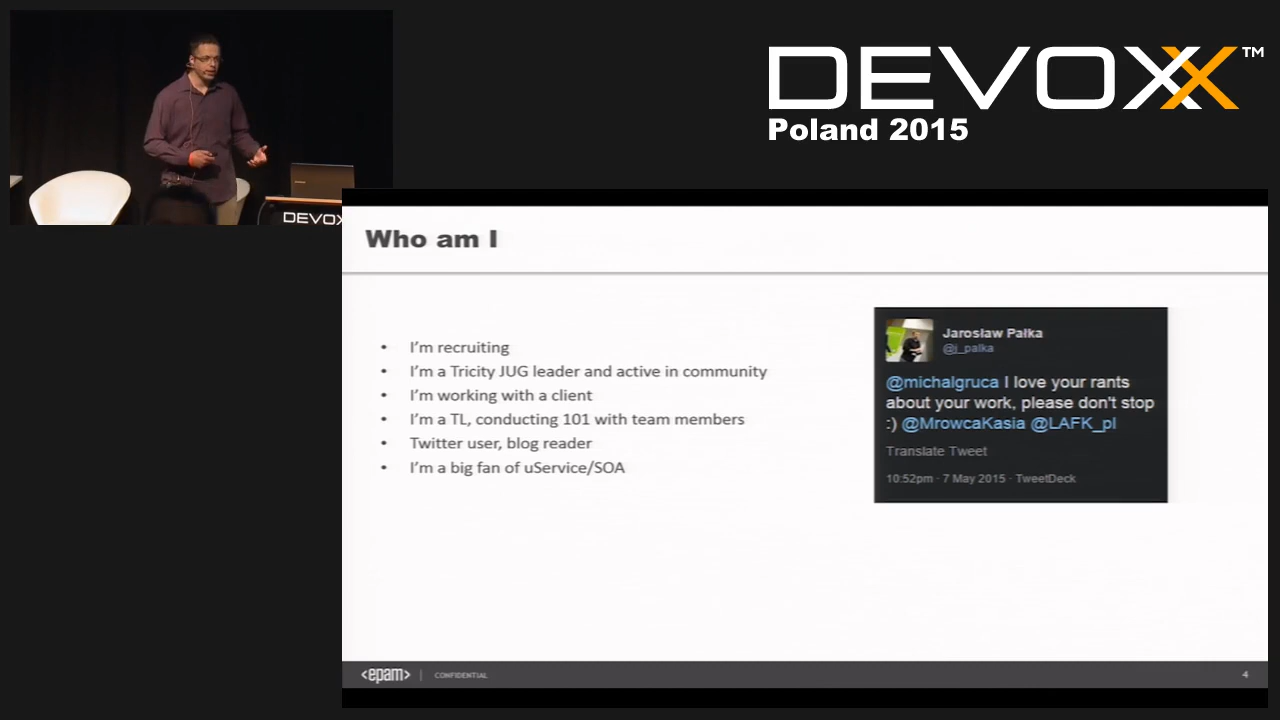 DEVOXX™
Poland 2015
DEVOX
Who am I
• I'm recruiting
• I'm a Tricity JUG leader and active in community
• I'm working with a client
• I'm a TL, conducting 101 with team members
• Twitter user, blog reader
• I'm a big fan of uService/SOA
Jarosław Pałka
@j_palka
@michalgruca I love your rants
about your work, please don't stop
:) @MrowcaKasia @LAFK_pl
Translate Tweet
10:52pm · 7 May 2015 · TweetDeck
<epam> | CONFIDENTIAL
4